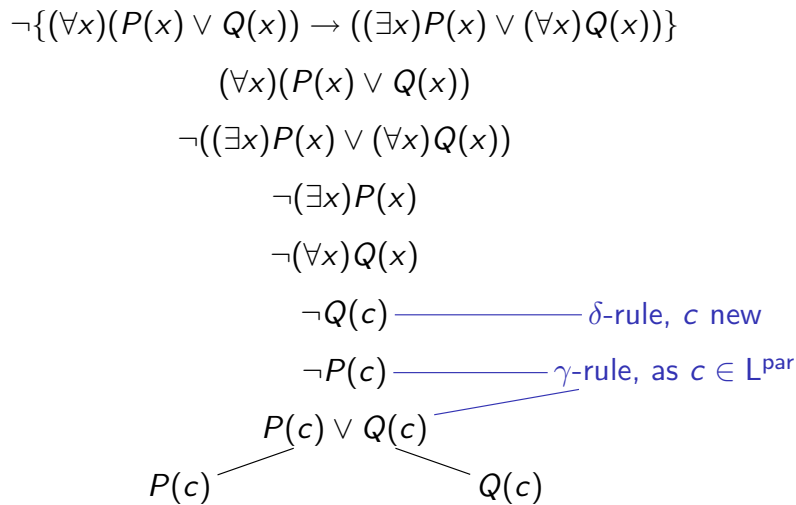 ¬{(∀x)(P(x) ∨ Q(x)) → ((∃x)P(x) ∨ (∀x)Q(x))}
(∀x)(P(x) ∨ Q(x))
¬((∃x)P(x) ∨ (∀x)Q(x))
¬(∃x)P(x)
¬(∀x)Q(x)
¬Q(c) δ-rule, c new
¬P(c) γ-rule, as c ∈ L^par
P(c) ∨ Q(c)
P(c) Q(c)